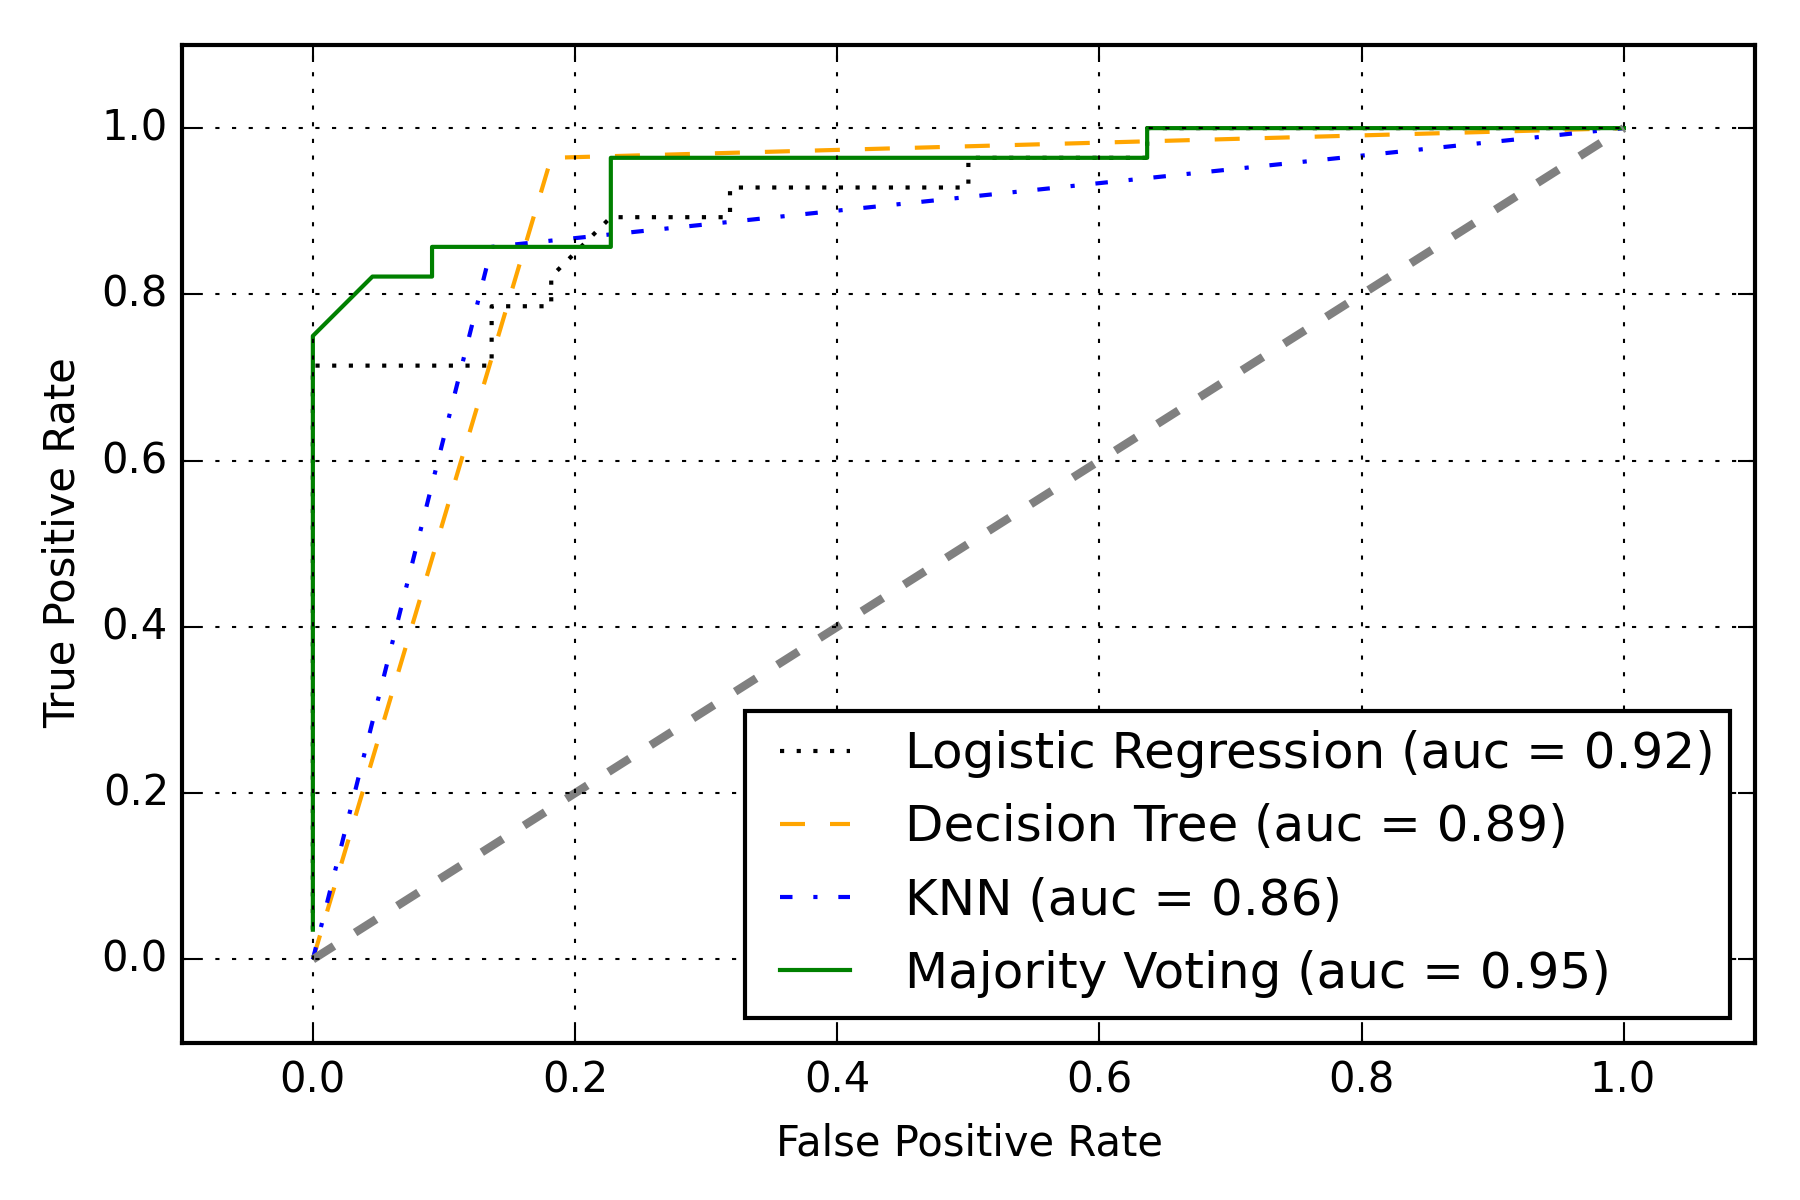 1.0
0.8
0.6
0.4
0.2
0.0
True Positive Rate
Logistic Regression (auc = 0.92)
Decision Tree (auc = 0.89)
KNN (auc = 0.86)
Majority Voting (auc = 0.95)
0.0 0.2 0.4 0.6 0.8 1.0
False Positive Rate